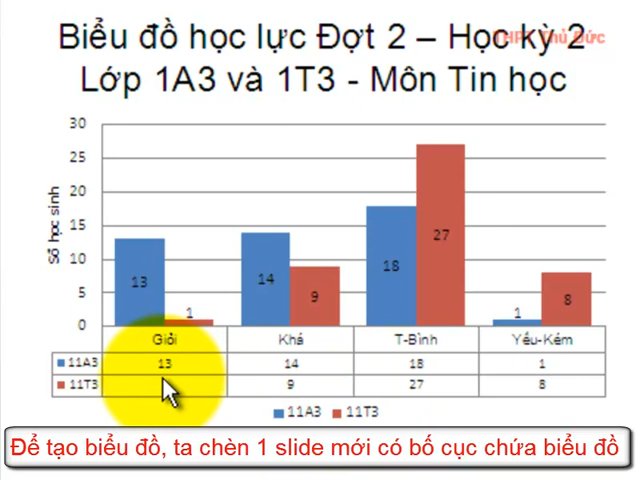 THPT Thủ Đức
Biểu đồ học lực Đợt 2 – Học kỳ 2
Lớp 1A3 và 1T3 - Môn Tin học
30
25
20
15
10
5
0
Số học sinh
13 1 14 9 18 27 1 8
Giỏi Khá T-Bình Yếu-Kém
11A3 13 14 18 1
11T3 9 27 8
11A3 11T3
Để tạo biểu đồ, ta chèn 1 slide mới có bố cục chứa biểu đồ